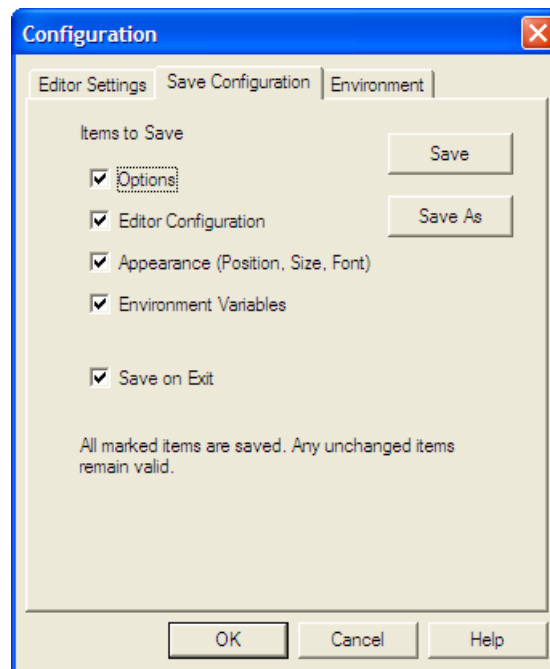 Configuration
Editor Settings
Save Configuration
Environment
Items to Save
Save
Options
Save As
Editor Configuration
Appearance (Position, Size, Font)
Environment Variables
Save on Exit
All marked items are saved. Any unchanged items
remain valid.
OK
Cancel
Help